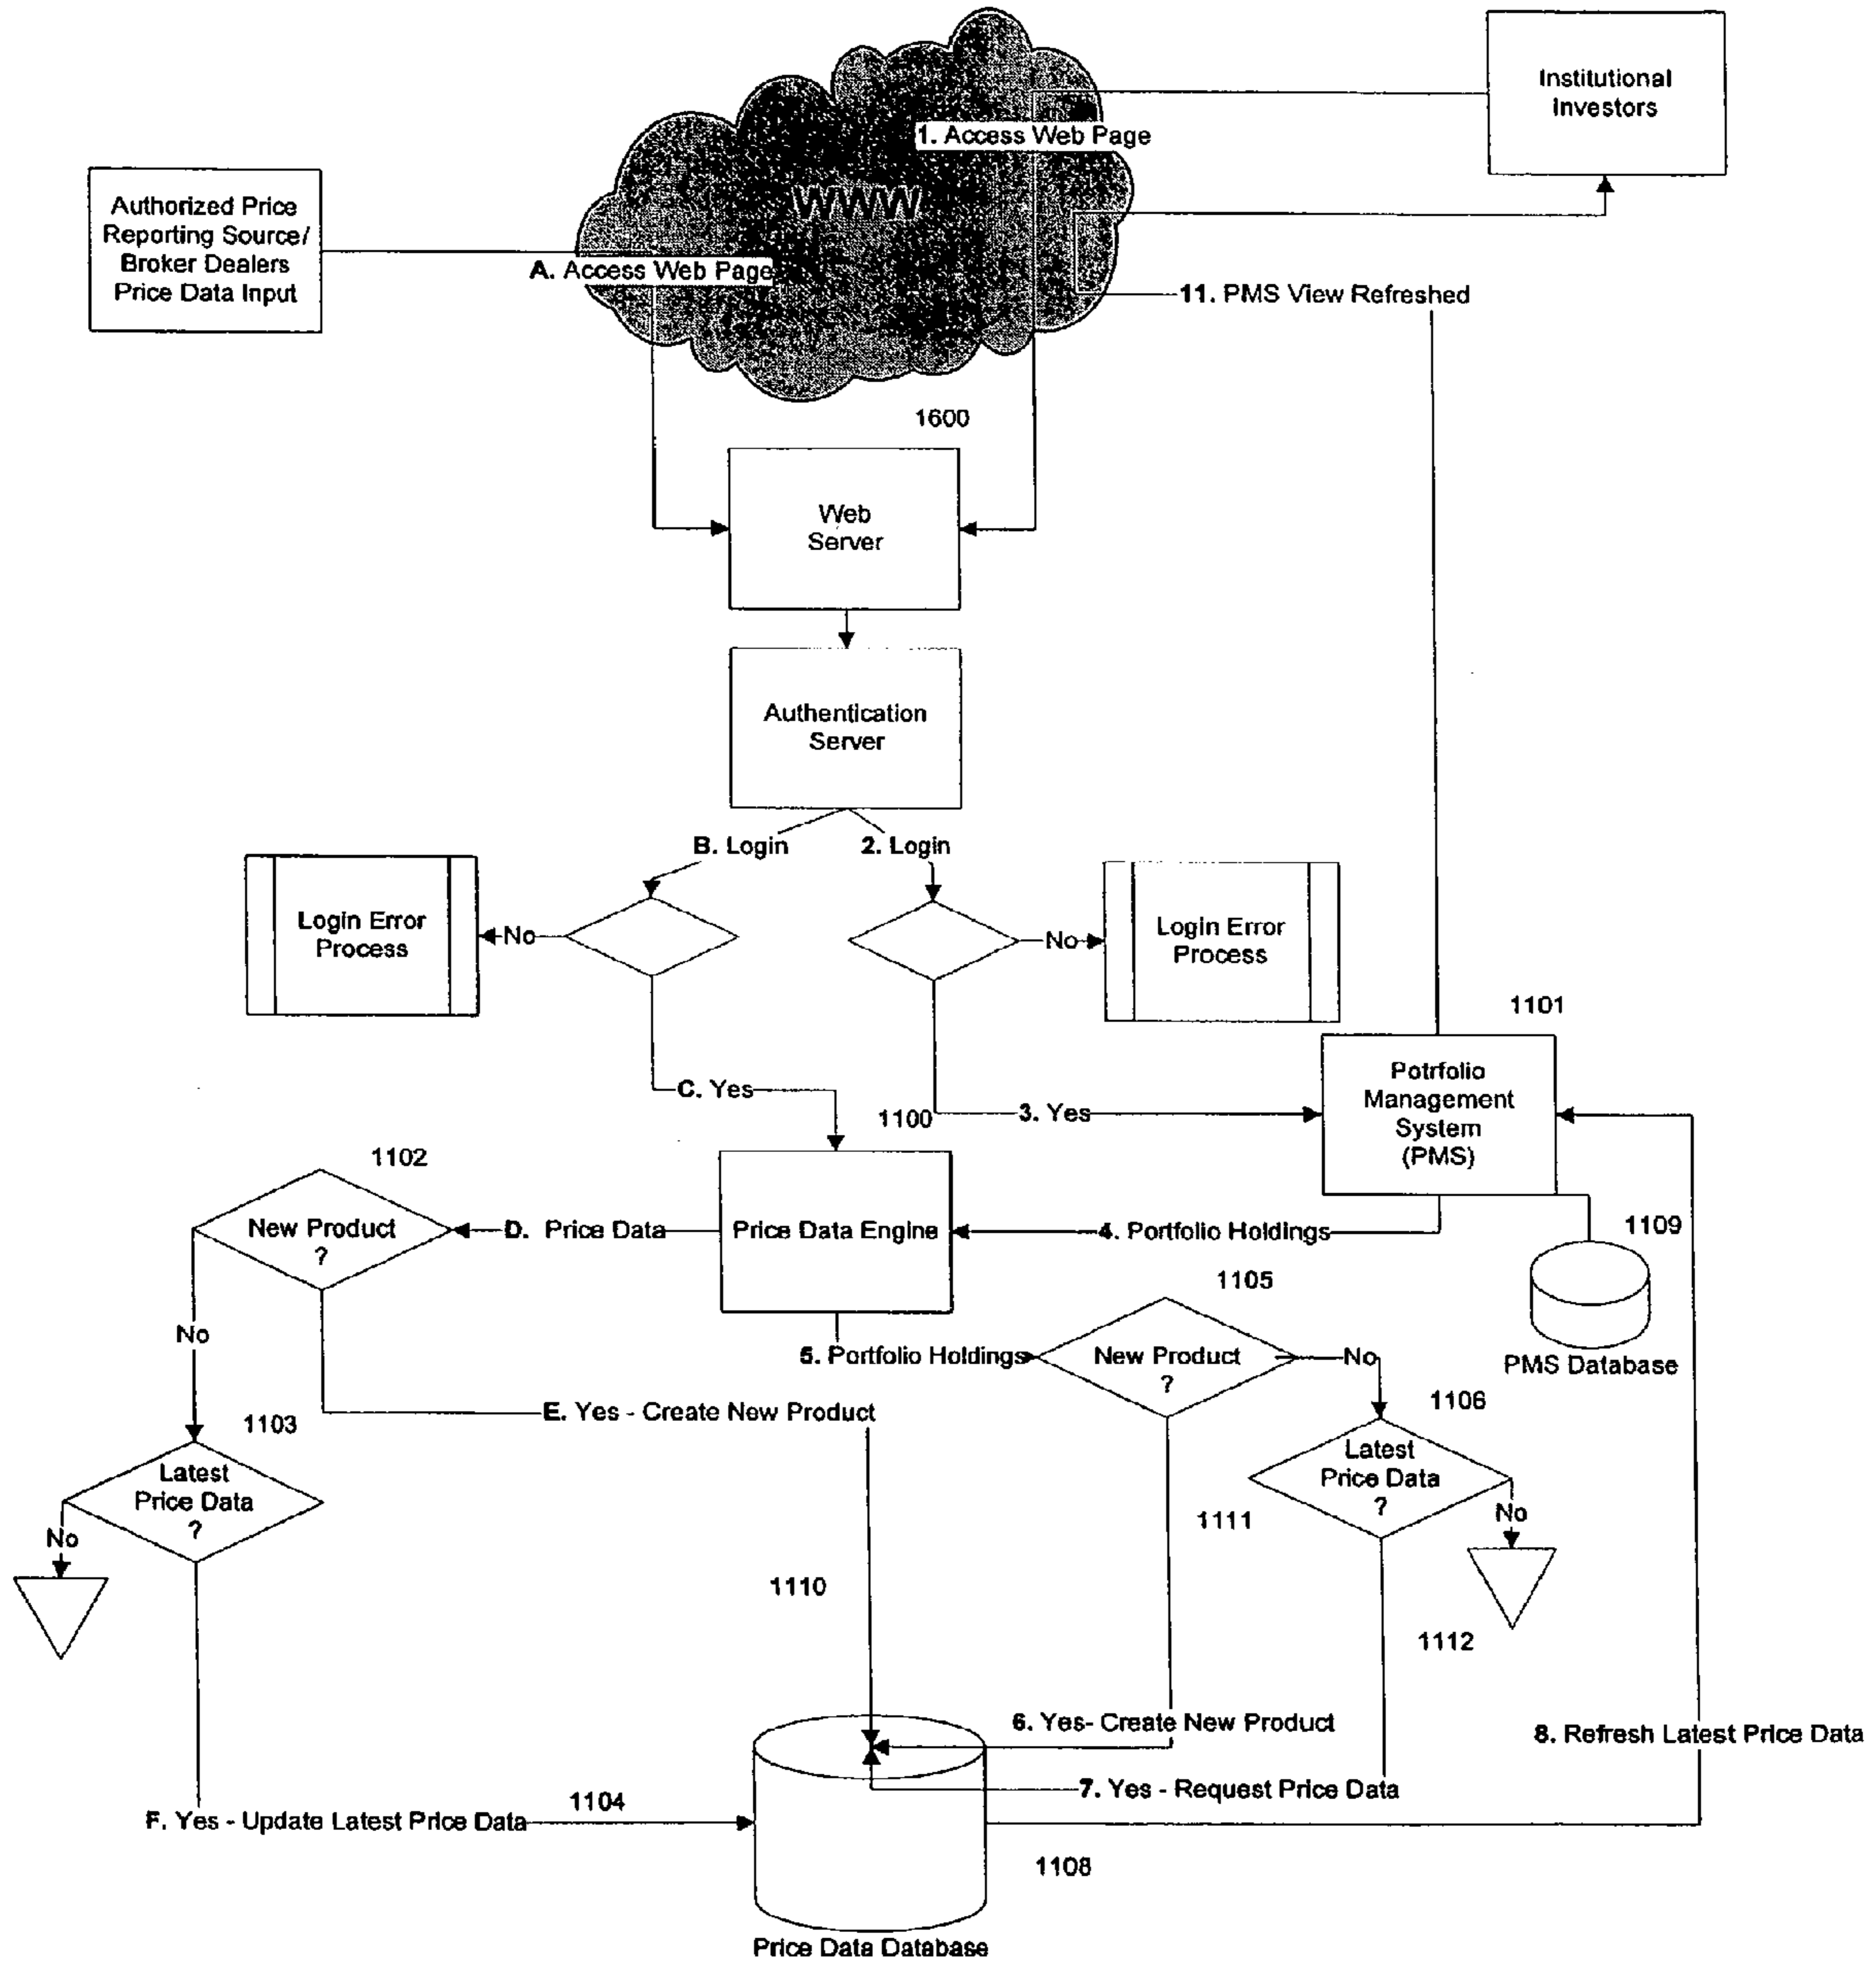 Institutional
Investors
1. Access Web Page
WWW
Authorized Price
Reporting Source/
Broker Dealers
Price Data Input
A. Access Web Page
11. PMS View Refreshed
1600
Web
Server
Authentication
Server
B. Login
2. Login
Login Error
Process
No
No
Login Error
Process
1101
Potrfolio
Management
System
(PMS)
C. Yes
3. Yes
1100
1102
New Product
?
D. Price Data
Price Data Engine
4. Portfolio Holdings
1109
PMS Database
1105
No
5. Portfolio Holdings
New Product
?
No
1106
E. Yes - Create New Product
1103
Latest
Price Data
?
Latest
Price Data
?
No
No
1111
1110
1112
6. Yes- Create New Product
8. Refresh Latest Price Data
7. Yes - Request Price Data
1104
F. Yes - Update Latest Price Data
1108
Price Data Database